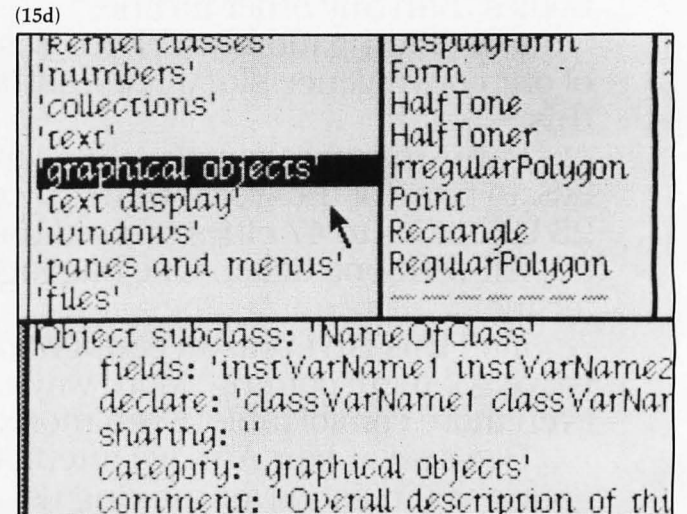 (15d)
'kernel classes'
'numbers'
'collections'
'text'
'graphical objects'
'text display'
'windows'
'panes and menus'
'files'
DisplayForm
Form
HalfTone
HalfToner
IrregularPolygon
Point
Rectangle
RegularPolygon
Object subclass: 'NameOfClass'
fields: 'instVarName1 instVarName2
declare: 'classVarName1 classVarNar
sharing:
category: 'graphical objects'
comment: 'Overall description of thi